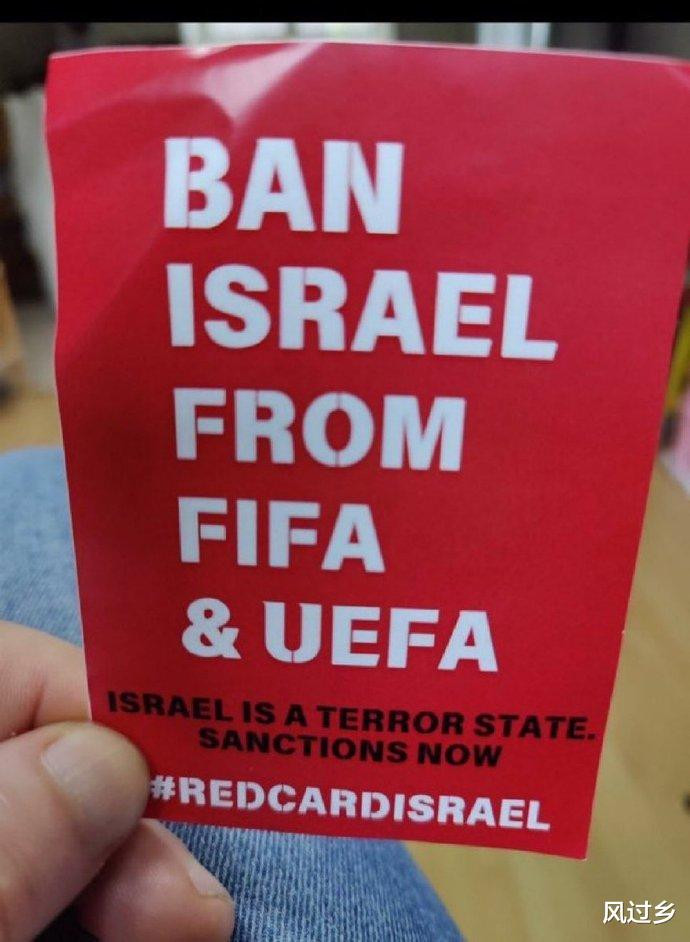 BAN
ISRAEL
FROM
FIFA
& UEFA
ISRAEL IS A TERROR STATE.
SANCTIONS NOW
#REDCARDISRAEL
风过乡